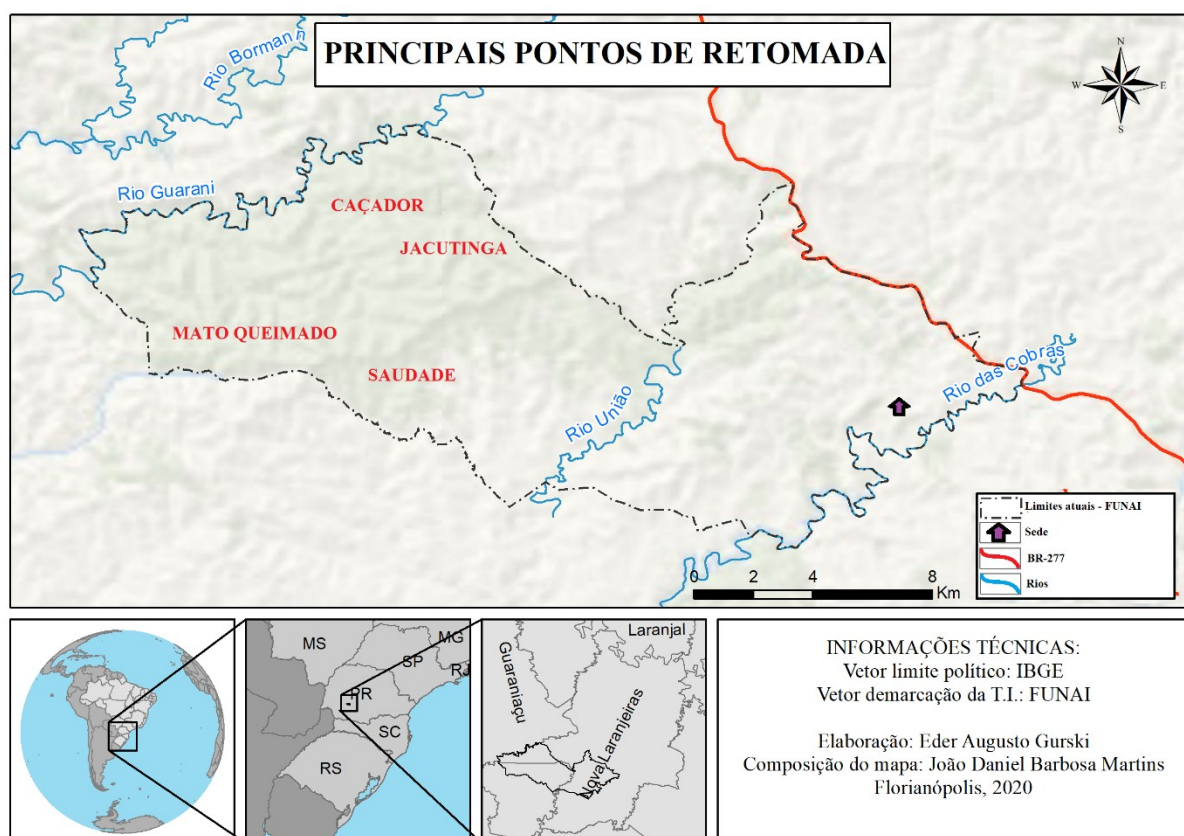 PRINCIPAIS PONTOS DE RETOMADA
Rio Borman
N
W
E
S
Rio Guarani
CAÇADOR
JACUTINGA
MATO QUEIMADO
SAUDADE
Rio União
Rio das Cobras
Limites atuais - FUNAI
Sede
BR-277
Rios
0 2 4 8
Km
MS
MG
SP
RJ
PR
SC
RS
Laranjal
Guaraniaçu
Nova Laranjeiras
INFORMAÇÕES TÉCNICAS:
Vetor limite político: IBGE
Vetor demarcação da T.I.: FUNAI
Elaboração: Eder Augusto Gurski
Composição do mapa: João Daniel Barbosa Martins
Florianópolis, 2020